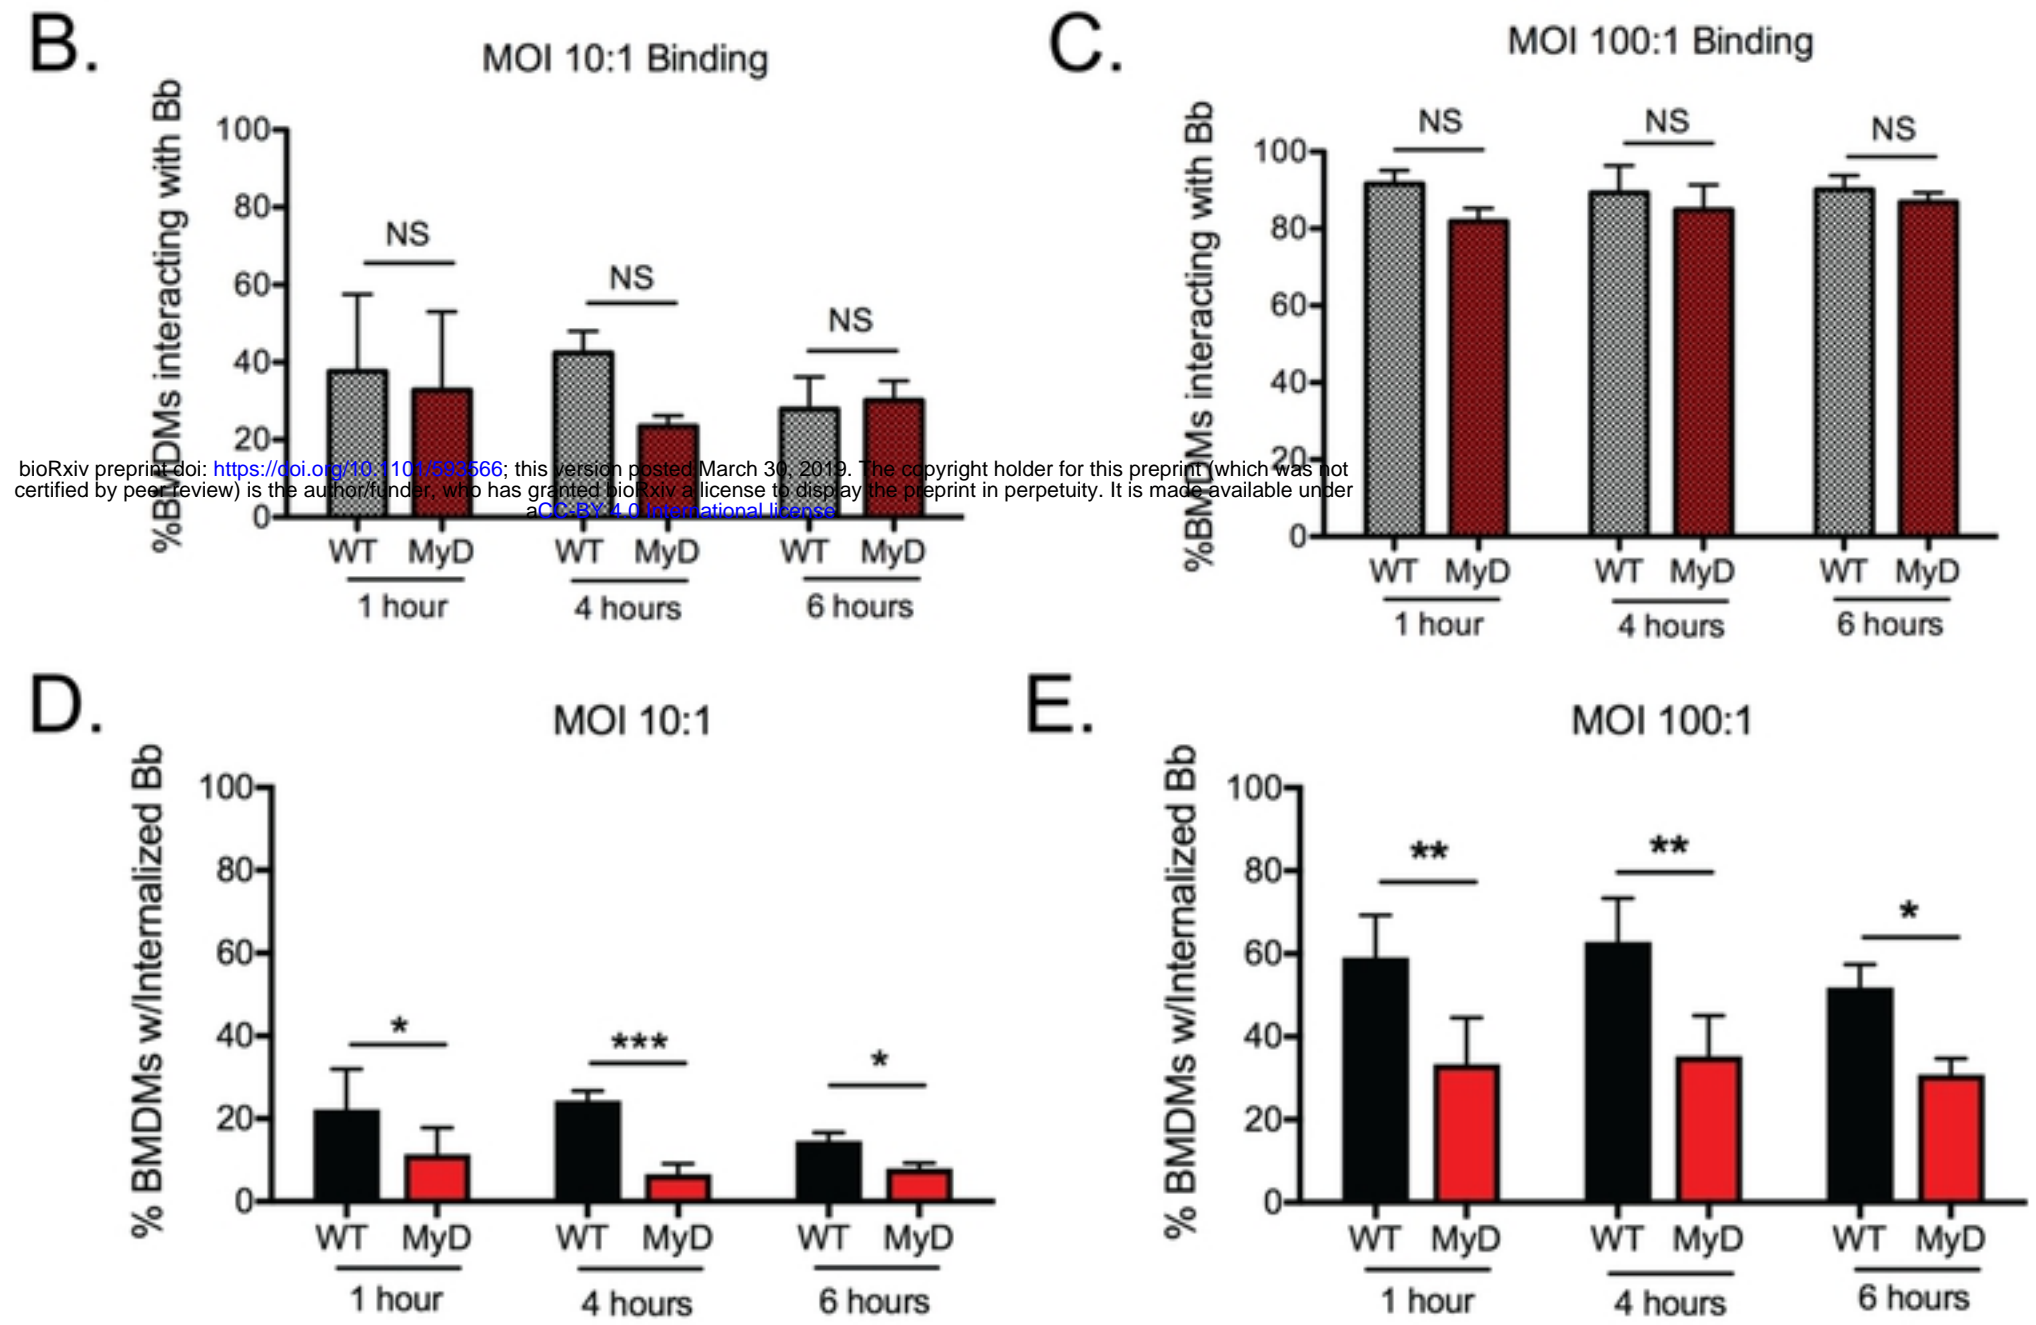 B.
MOI 10:1 Binding
%BMDMs interacting with Bb
100
80
60
40
20
0
NS
NS
NS
WT MyD WT MyD WT MyD
1 hour 4 hours 6 hours
C.
MOI 100:1 Binding
%BMDMs interacting with Bb
100
80
60
40
20
0
NS
NS
NS
WT MyD WT MyD WT MyD
1 hour 4 hours 6 hours
bioRxiv preprint doi: https://doi.org/10.1101/593566; this version posted March 30, 2019. The copyright holder for this preprint (which was not
certified by peer review) is the author/funder, who has granted bioRxiv a license to display the preprint in perpetuity. It is made available under
aCC-BY 4.0 International license.
D.
MOI 10:1
% BMDMs w/Internalized Bb
100
80
60
40
20
0
*
***
*
WT MyD WT MyD WT MyD
1 hour 4 hours 6 hours
E.
MOI 100:1
% BMDMs w/Internalized Bb
100
80
60
40
20
0
**
**
*
WT MyD WT MyD WT MyD
1 hour 4 hours 6 hours